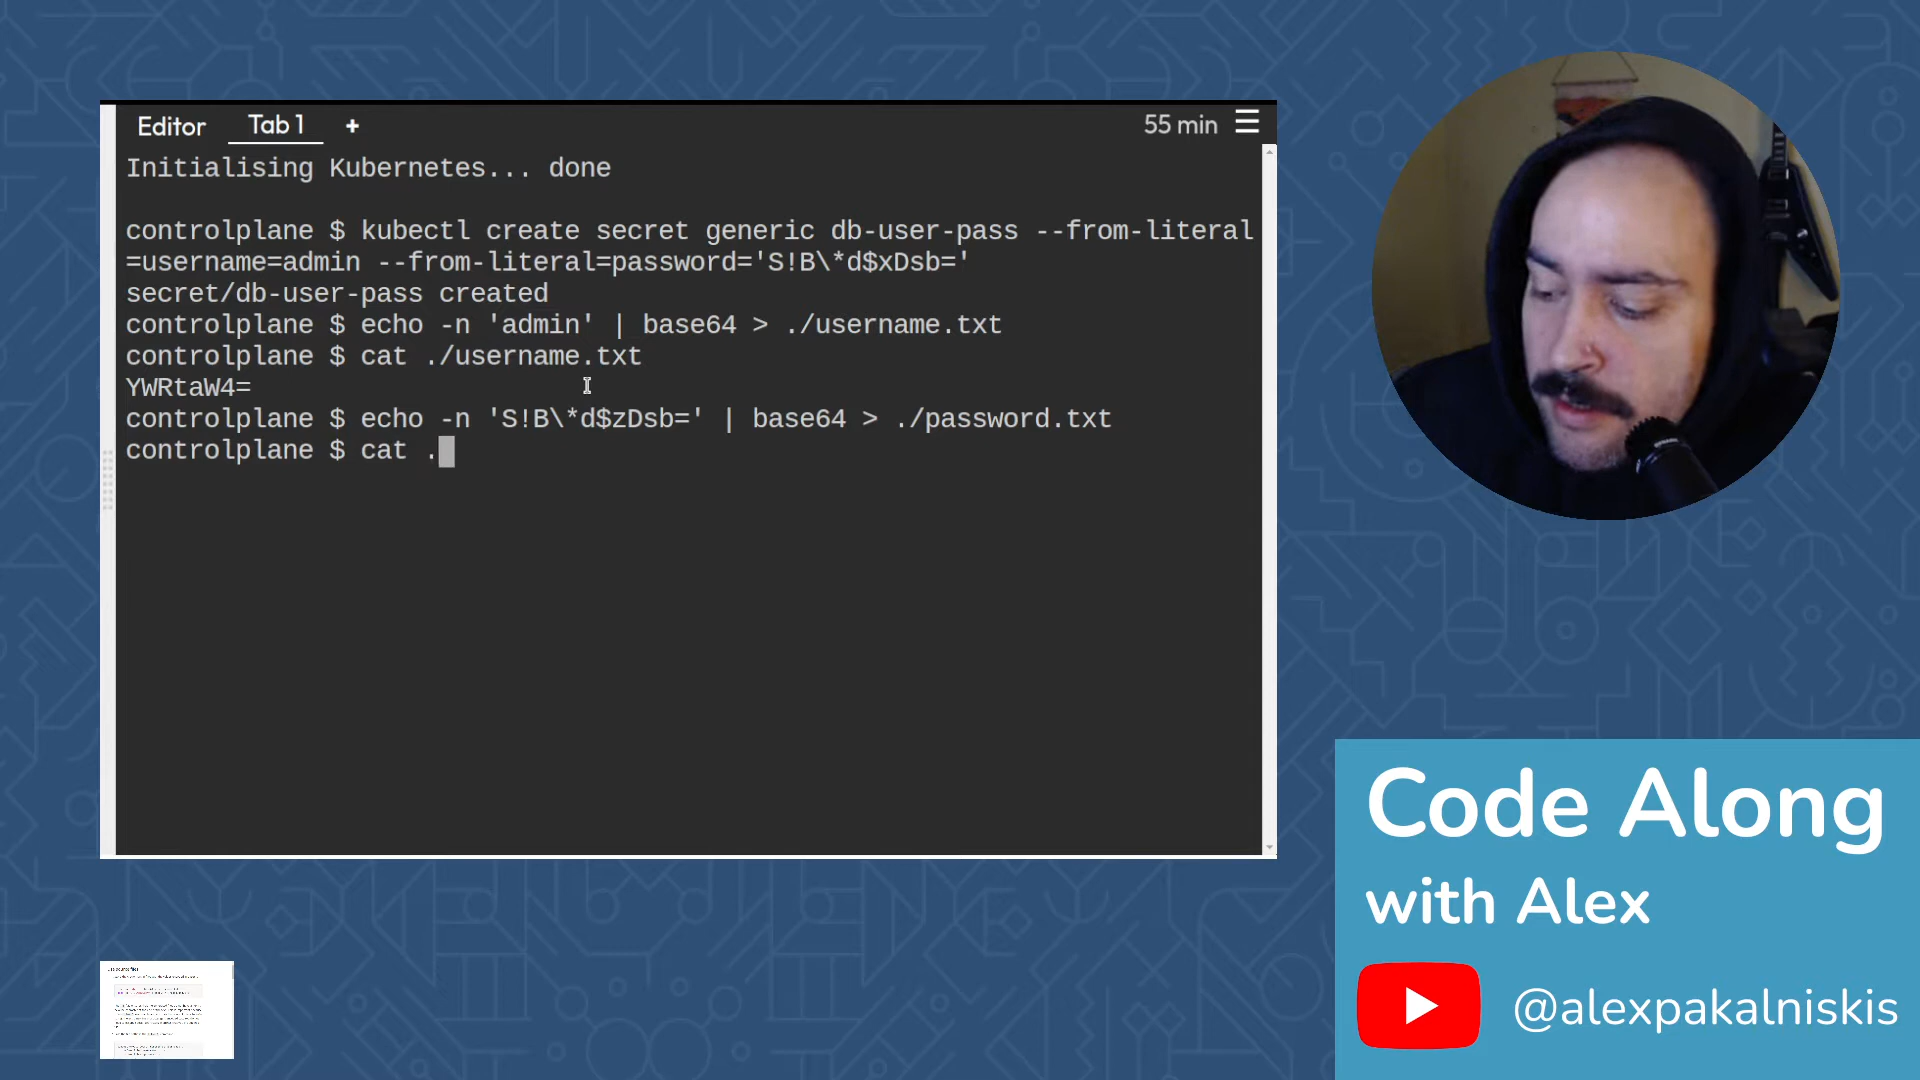 Editor Tab 1 + 55 min
Initialising Kubernetes... done
controlplane $ kubectl create secret generic db-user-pass --from-literal
=username=admin --from-literal=password='S!B\*d$xDsb='
secret/db-user-pass created
controlplane $ echo -n 'admin' | base64 > ./username.txt
controlplane $ cat ./username.txt
YWRtaW4=
controlplane $ echo -n 'S!B\*d$zDsb=' | base64 > ./password.txt
controlplane $ cat .
Code Along
with Alex
@alexpakalniskis